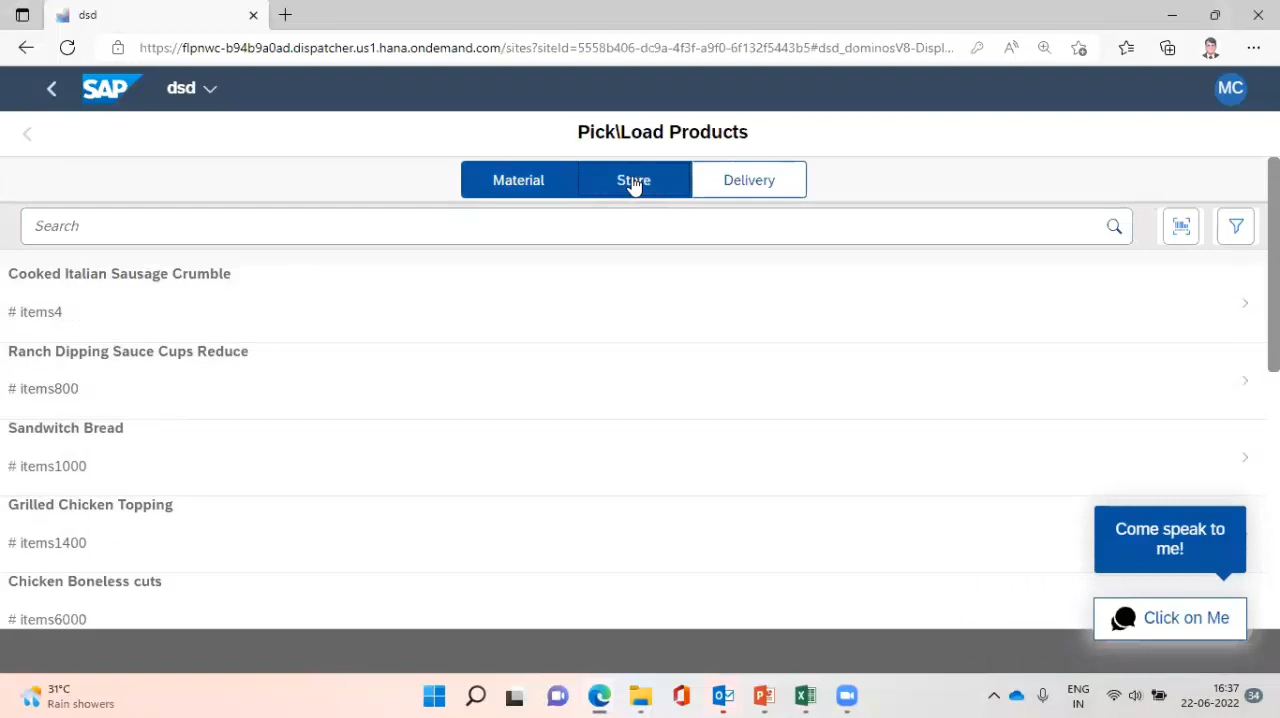 dsd
https://flpnwc-b94b9a0ad.dispatcher.us1.hana.ondemand.com/sites?siteId=5558b406-dc9a-4f3f-a9f0-6f132f5443b5#dsd_dominosV8-Displ...
SAP dsd MC
Pick\Load Products
Material Store Delivery
Search
Cooked Italian Sausage Crumble
# items4
Ranch Dipping Sauce Cups Reduce
# items800
Sandwitch Bread
# items1000
Grilled Chicken Topping
# items1400
Come speak to
me!
Chicken Boneless cuts
# items6000
Click on Me
31°C
Rain showers
ENG
IN
16:37
22-06-2022
34